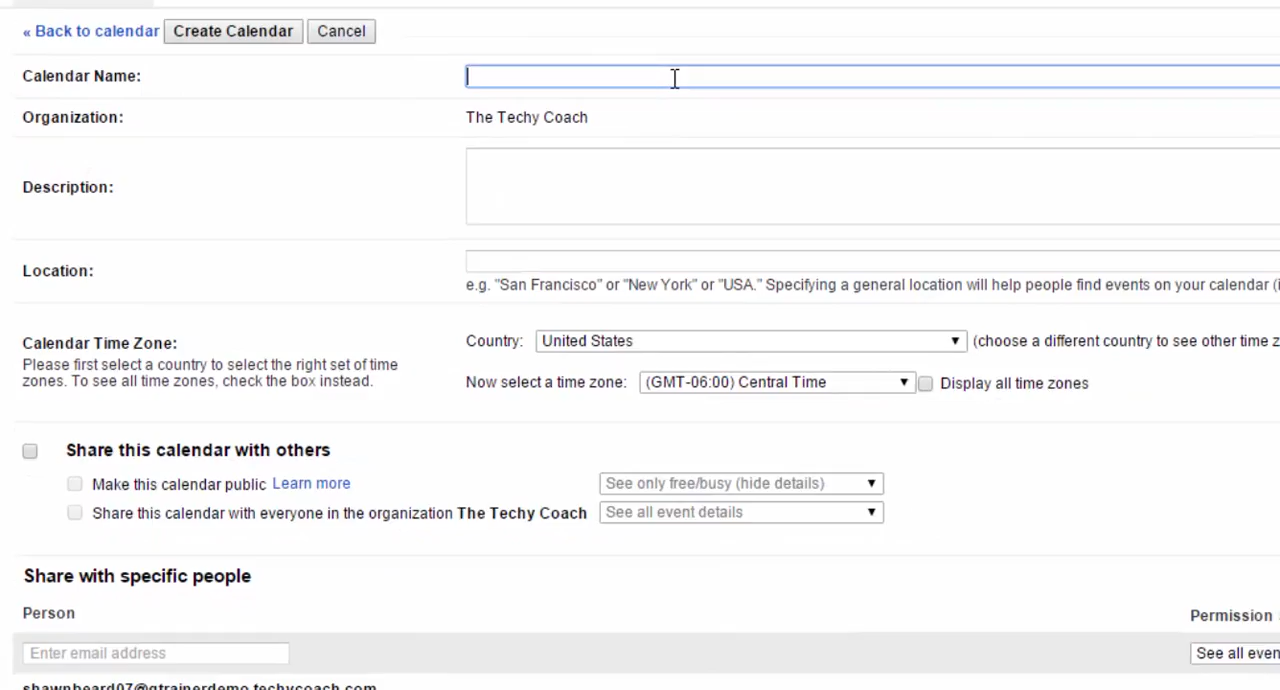 « Back to calendar Create Calendar Cancel
Calendar Name:
Organization: The Techy Coach
Description:
Location:
e.g. "San Francisco" or "New York" or "USA." Specifying a general location will help people find events on your calendar (i
Calendar Time Zone: Country: United States ▼ (choose a different country to see other time z
Please first select a country to select the right set of time
zones. To see all time zones, check the box instead. Now select a time zone: (GMT-06:00) Central Time ▼ Display all time zones
Share this calendar with others
Make this calendar public Learn more See only free/busy (hide details) ▼
Share this calendar with everyone in the organization The Techy Coach See all event details ▼
Share with specific people
Person Permission
Enter email address See all even
shawnbeard07@gtrainerdemo.techycoach.com